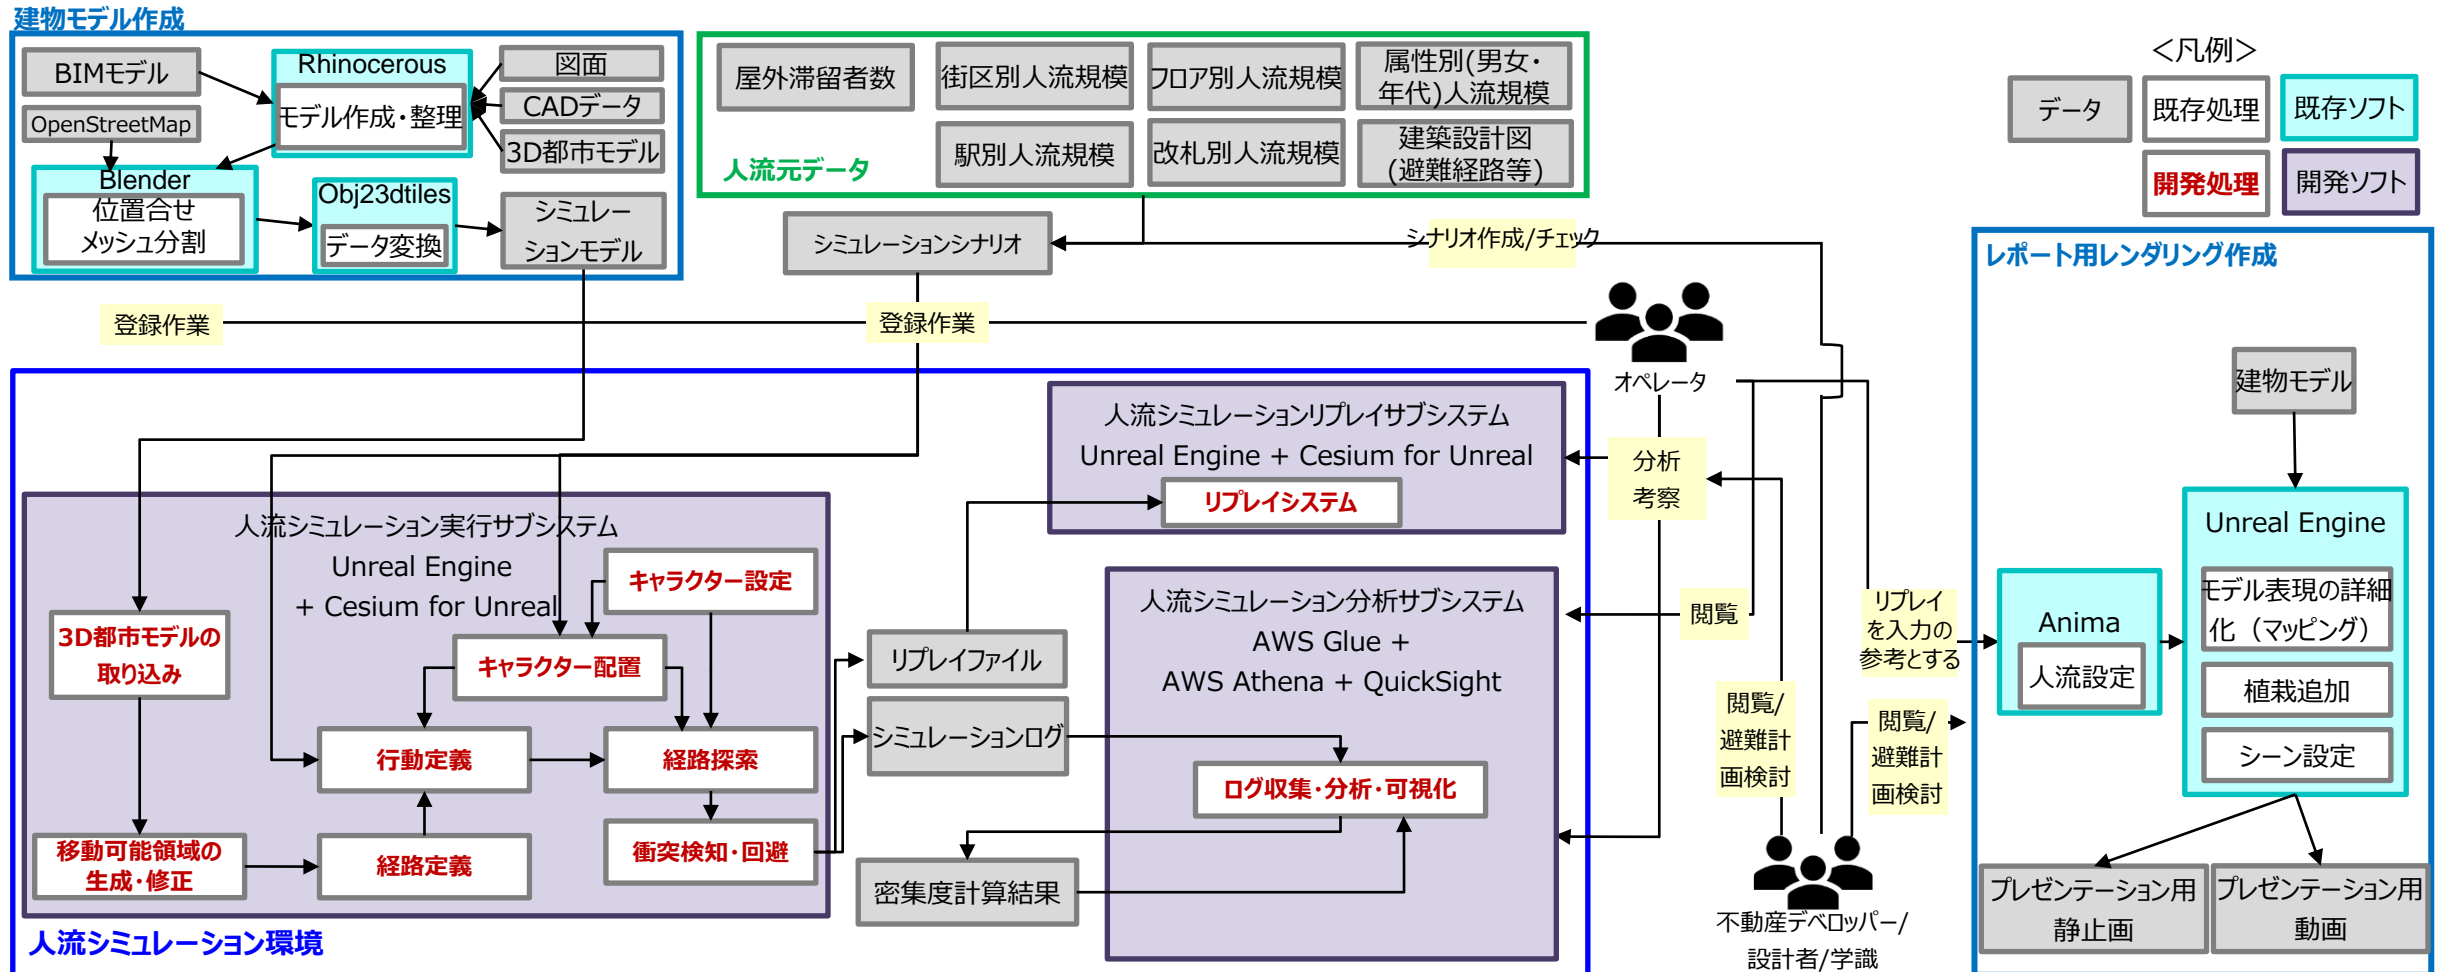 建物モデル作成
BIMモデル
OpenStreetMap
Rhinocerous
モデル作成・整理
図面
CADデータ
3D都市モデル
Blender
位置合せ
メッシュ分割
Obj23dtiles
データ変換
シミュレー
ションモデル
屋外滞留者数
街区別人流規模
フロア別人流規模
属性別(男女・
年代)人流規模
人流元データ
駅別人流規模
改札別人流規模
建築設計図
(避難経路等)
＜凡例＞
データ
既存処理
既存ソフト
開発処理
開発ソフト
シミュレーションシナリオ
シナリオ作成/チェック
登録作業
登録作業
オペレータ
人流シミュレーションリプレイサブシステム
Unreal Engine + Cesium for Unreal
リプレイシステム
分析
考察
人流シミュレーション実行サブシステム
Unreal Engine
+ Cesium for Unreal
キャラクター設定
3D都市モデルの
取り込み
キャラクター配置
行動定義
経路探索
移動可能領域の
生成・修正
経路定義
衝突検知・回避
人流シミュレーション環境
リプレイファイル
シミュレーションログ
密集度計算結果
人流シミュレーション分析サブシステム
AWS Glue +
AWS Athena + QuickSight
ログ収集・分析・可視化
閲覧
閲覧/
避難計
画検討
リプレイ
を入力の
参考とする
閲覧/
避難計
画検討
不動産デベロッパー/
設計者/学識
レポート用レンダリング作成
建物モデル
Unreal Engine
モデル表現の詳細
化（マッピング）
植栽追加
シーン設定
Anima
人流設定
プレゼンテーション用
静止画
プレゼンテーション用
動画